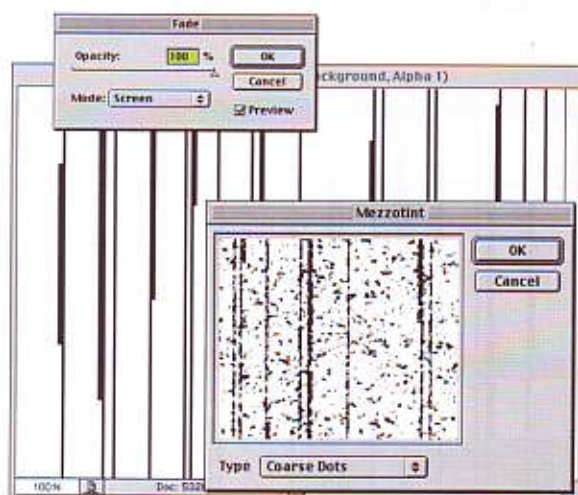 Fade
Opacity: 100 %
OK
Cancel
Mode: Screen
Preview
ckground, Alpha 1)
Mezzotint
OK
Cancel
Type Coarse Dots
100%
Doc: 532K